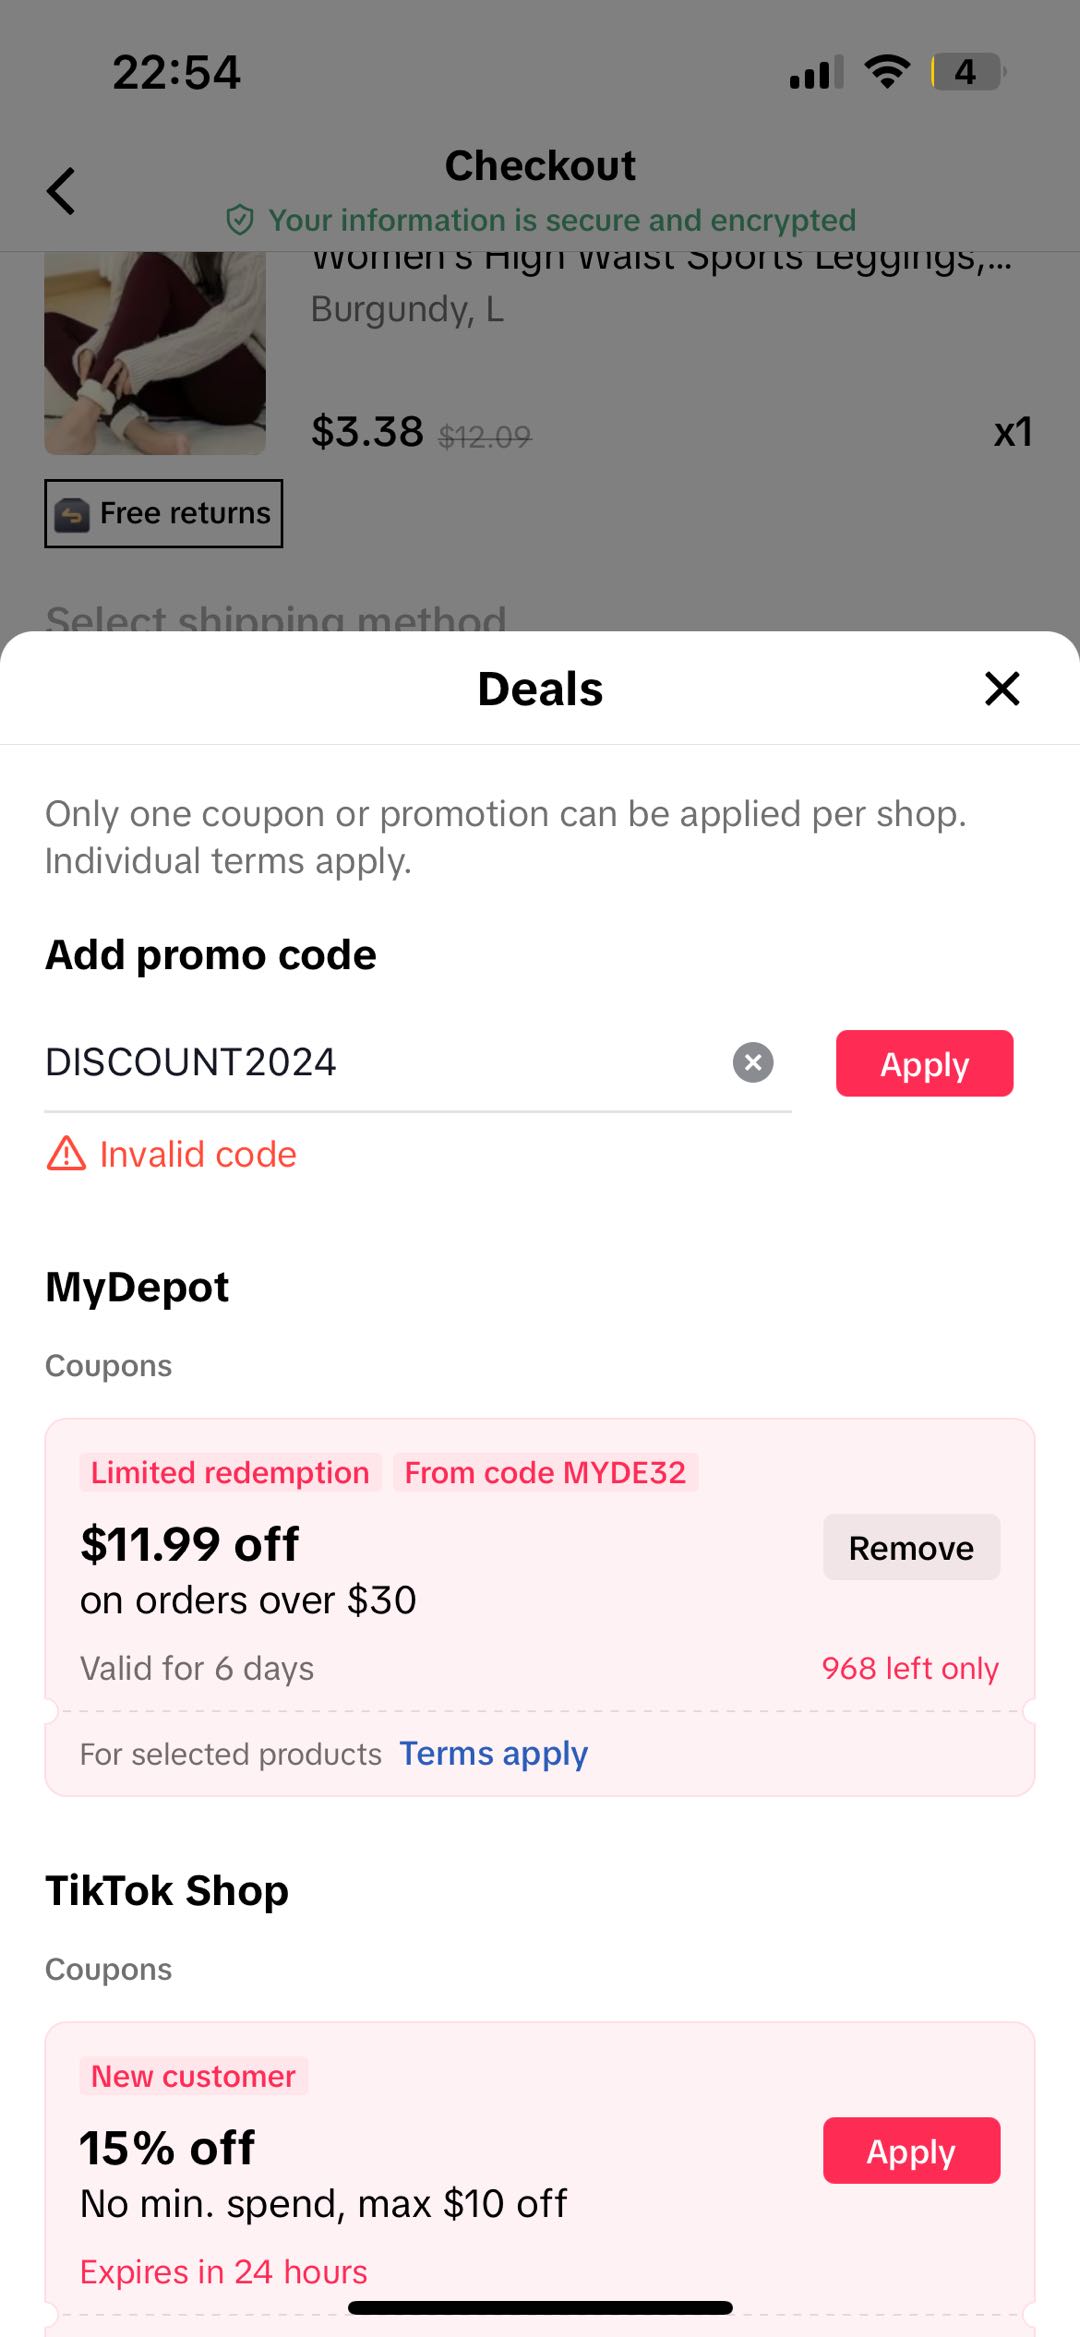 22:54
4
Checkout
Your information is secure and encrypted
Women's High Waist Sports Leggings,...
Burgundy, L
$3.38 $12.09 x1
Free returns
Select shipping method
Deals
Only one coupon or promotion can be applied per shop.
Individual terms apply.
Add promo code
DISCOUNT2024 Apply
Invalid code
MyDepot
Coupons
Limited redemption From code MYDE32
$11.99 off Remove
on orders over $30
Valid for 6 days 968 left only
For selected products Terms apply
TikTok Shop
Coupons
New customer
15% off Apply
No min. spend, max $10 off
Expires in 24 hours